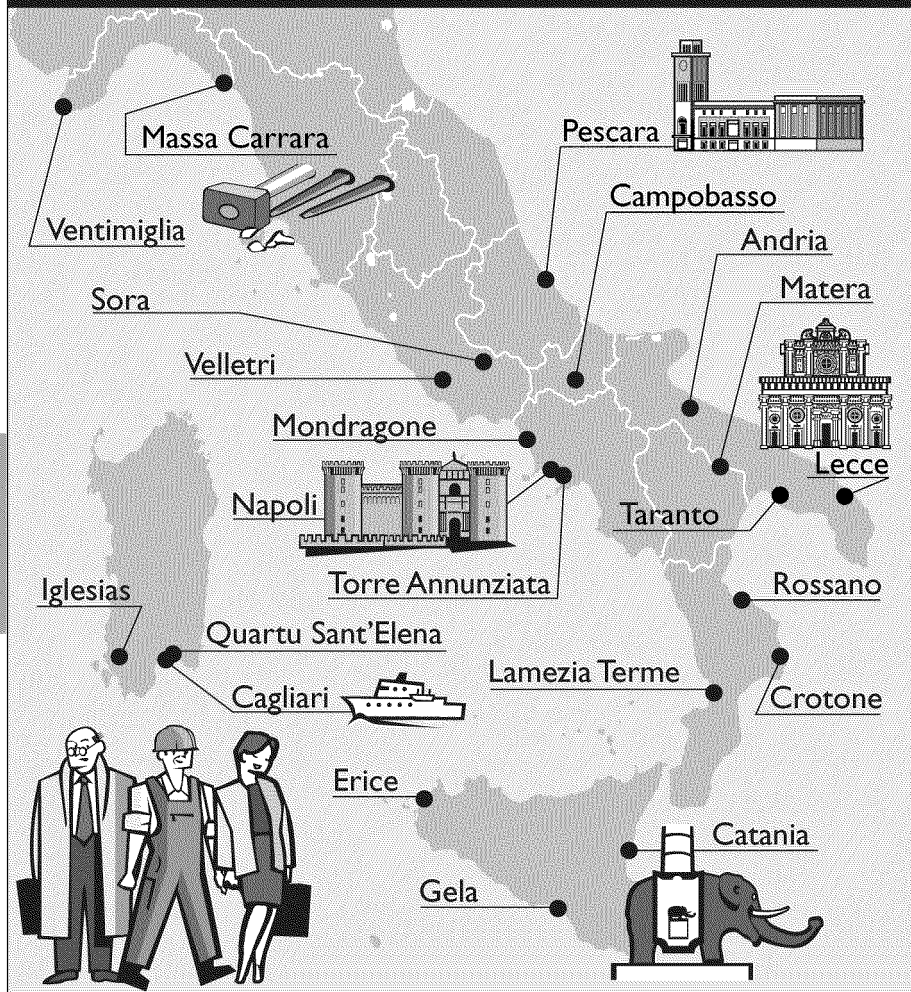 Massa Carrara
Pescara
Campobasso
Ventimiglia
Andria
Matera
Sora
Velletri
Mondragone
Lecce
Napoli
Taranto
Torre Annunziata
Iglesias
Rossano
Quartu Sant'Elena
Lamezia Terme
Cagliari
Crotone
Erice
Catania
Gela